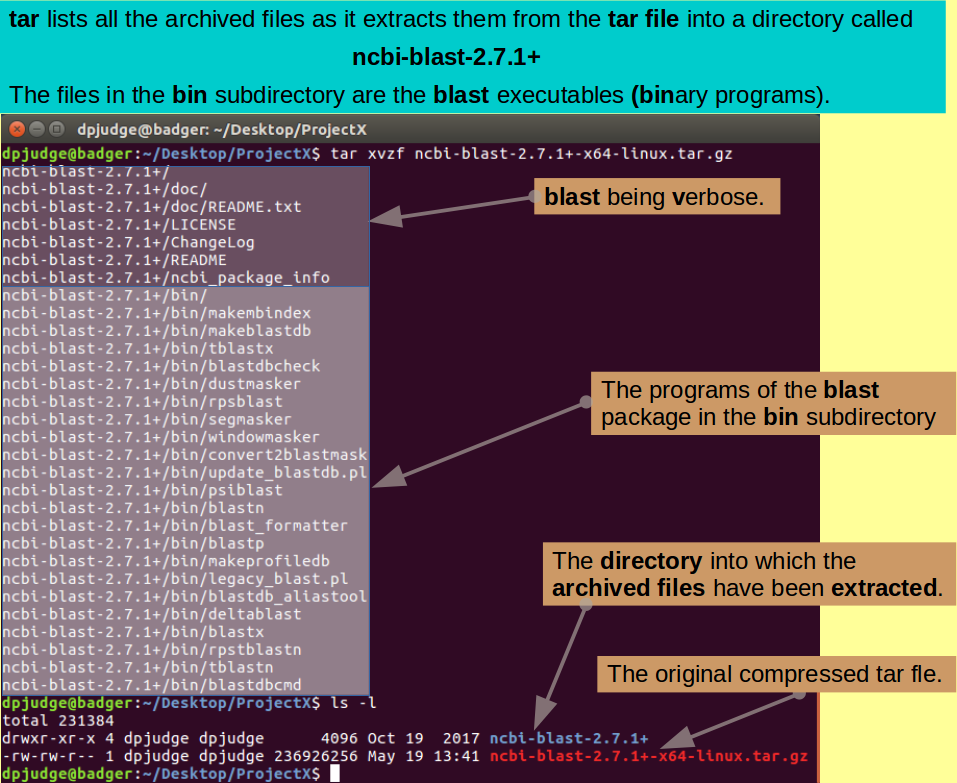 tar lists all the archived files as it extracts them from the tar file into a directory called
ncbi-blast-2.7.1+
The files in the bin subdirectory are the blast executables (binary programs).
dpjudge@badger: ~/Desktop/ProjectX
dpjudge@badger:~/Desktop/ProjectX$ tar xvzf ncbi-blast-2.7.1+-x64-linux.tar.gz
ncbi-blast-2.7.1+/
ncbi-blast-2.7.1+/doc/
ncbi-blast-2.7.1+/doc/README.txt
ncbi-blast-2.7.1+/LICENSE
ncbi-blast-2.7.1+/ChangeLog
ncbi-blast-2.7.1+/README
ncbi-blast-2.7.1+/ncbi_package_info
blast being verbose.
ncbi-blast-2.7.1+/bin/
ncbi-blast-2.7.1+/bin/makembindex
ncbi-blast-2.7.1+/bin/makeblastdb
ncbi-blast-2.7.1+/bin/tblastx
ncbi-blast-2.7.1+/bin/blastdbcheck
ncbi-blast-2.7.1+/bin/dustmasker
ncbi-blast-2.7.1+/bin/rpsblast
ncbi-blast-2.7.1+/bin/segmasker
ncbi-blast-2.7.1+/bin/windowmasker
ncbi-blast-2.7.1+/bin/convert2blastmask
ncbi-blast-2.7.1+/bin/update_blastdb.pl
ncbi-blast-2.7.1+/bin/psiblast
ncbi-blast-2.7.1+/bin/blastn
ncbi-blast-2.7.1+/bin/blast_formatter
ncbi-blast-2.7.1+/bin/blastp
ncbi-blast-2.7.1+/bin/makeprofiledb
ncbi-blast-2.7.1+/bin/legacy_blast.pl
ncbi-blast-2.7.1+/bin/blastdb_aliastool
ncbi-blast-2.7.1+/bin/deltablast
ncbi-blast-2.7.1+/bin/blastx
ncbi-blast-2.7.1+/bin/rpstblastn
ncbi-blast-2.7.1+/bin/tblastn
ncbi-blast-2.7.1+/bin/blastdbcmd
The programs of the blast
package in the bin subdirectory
The directory into which the
archived files have been extracted.
The original compressed tar fle.
dpjudge@badger:~/Desktop/ProjectX$ ls -l
total 231384
drwxr-xr-x 4 dpjudge dpjudge      4096 Oct 19  2017 ncbi-blast-2.7.1+
-rw-rw-r-- 1 dpjudge dpjudge 236926256 May 19 13:41 ncbi-blast-2.7.1+-x64-linux.tar.gz
dpjudge@badger:~/Desktop/ProjectX$